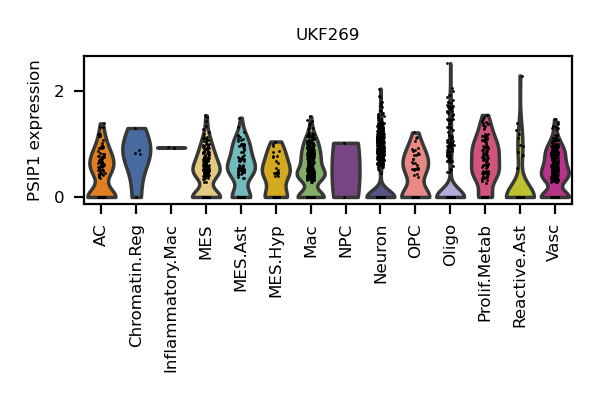 UKF269
PSIP1 expression
2
0
AC
Chromatin.Reg
Inflammatory.Mac
MES
MES.Ast
MES.Hyp
Mac
NPC
Neuron
OPC
Oligo
Prolif.Metab
Reactive.Ast
Vasc